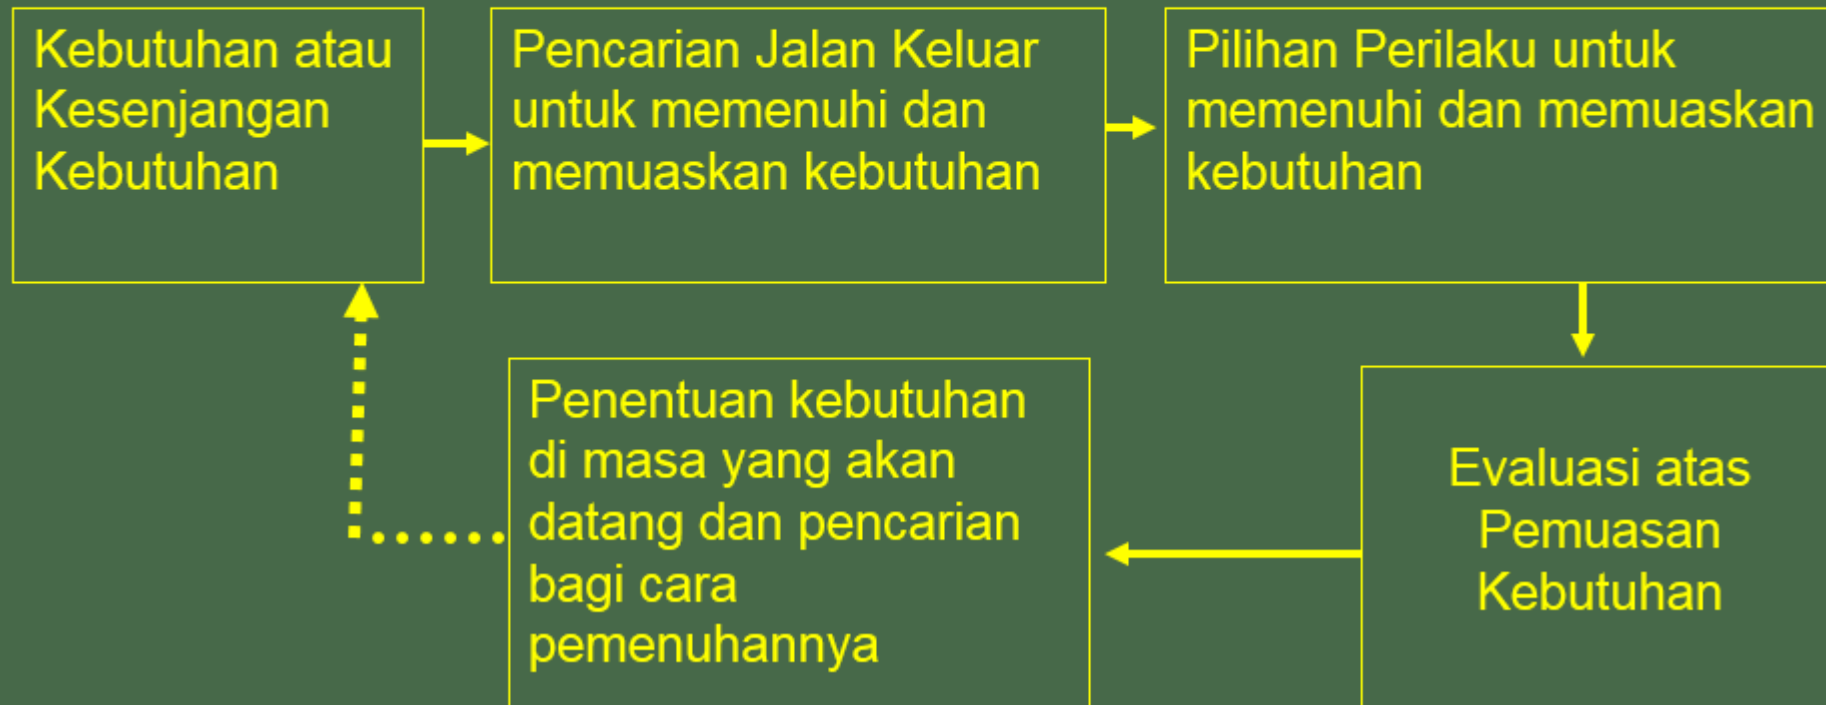 Kebutuhan atau
Kesenjangan
Kebutuhan
Pencarian Jalan Keluar
untuk memenuhi dan
memuaskan kebutuhan
Pilihan Perilaku untuk
memenuhi dan memuaskan
kebutuhan
Evaluasi atas
Pemuasan
Kebutuhan
Penentuan kebutuhan
di masa yang akan
datang dan pencarian
bagi cara
pemenuhannya